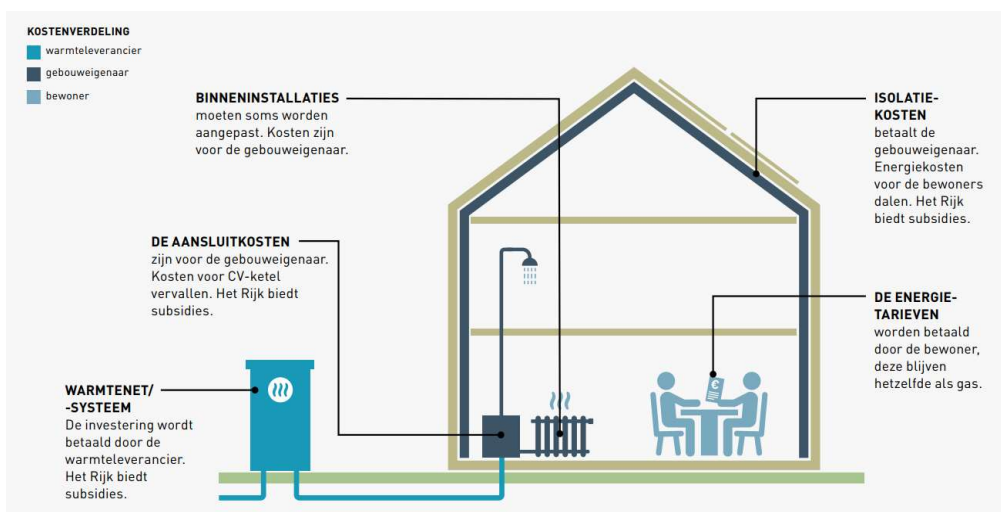 KOSTENVERDELING
warmteleverancier
gebouweigenaar
bewoner
BINNENINSTALLATIES
moeten soms worden
aangepast. Kosten zijn
voor de gebouweigenaar.
DE AANSLUITKOSTEN
zijn voor de gebouweigenaar.
Kosten voor CV-ketel
vervallen. Het Rijk biedt
subsidies.
WARMTENET/
-SYSTEEM
De investering wordt
betaald door de
warmteleverancier.
Het Rijk biedt
subsidies.
ISOLATIE-
KOSTEN
betaalt de
gebouweigenaar.
Energiekosten
voor de bewoners
dalen. Het Rijk
biedt subsidies.
DE ENERGIE-
TARIEVEN
worden betaald
door de bewoner,
deze blijven
hetzelfde als gas.
€